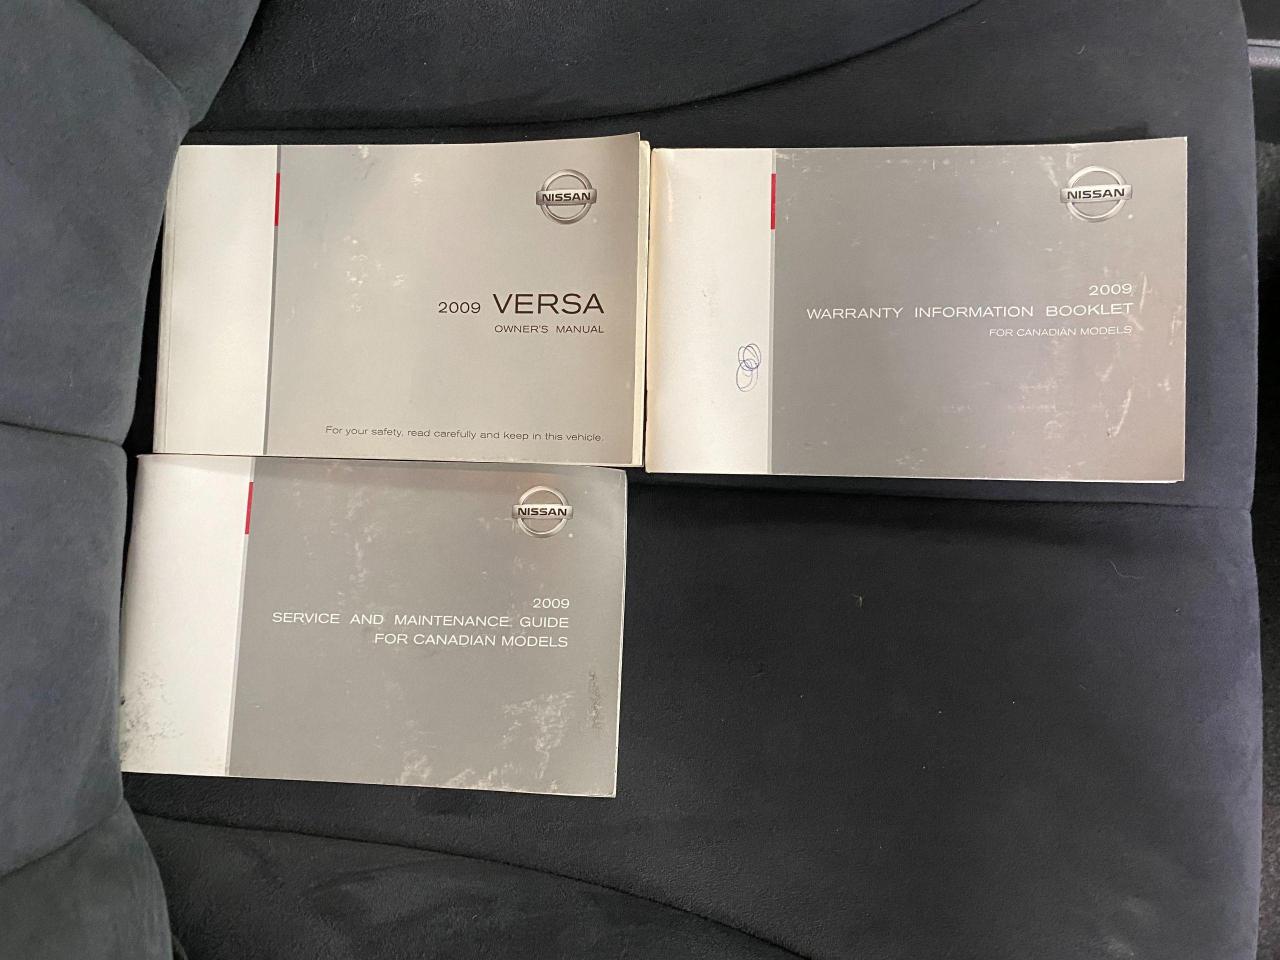 NISSAN
2009 VERSA
OWNER'S MANUAL
For your safety, read carefully and keep in this vehicle.
NISSAN
2009
WARRANTY INFORMATION BOOKLET
FOR CANADIAN MODELS
NISSAN
2009
SERVICE AND MAINTENANCE GUIDE
FOR CANADIAN MODELS